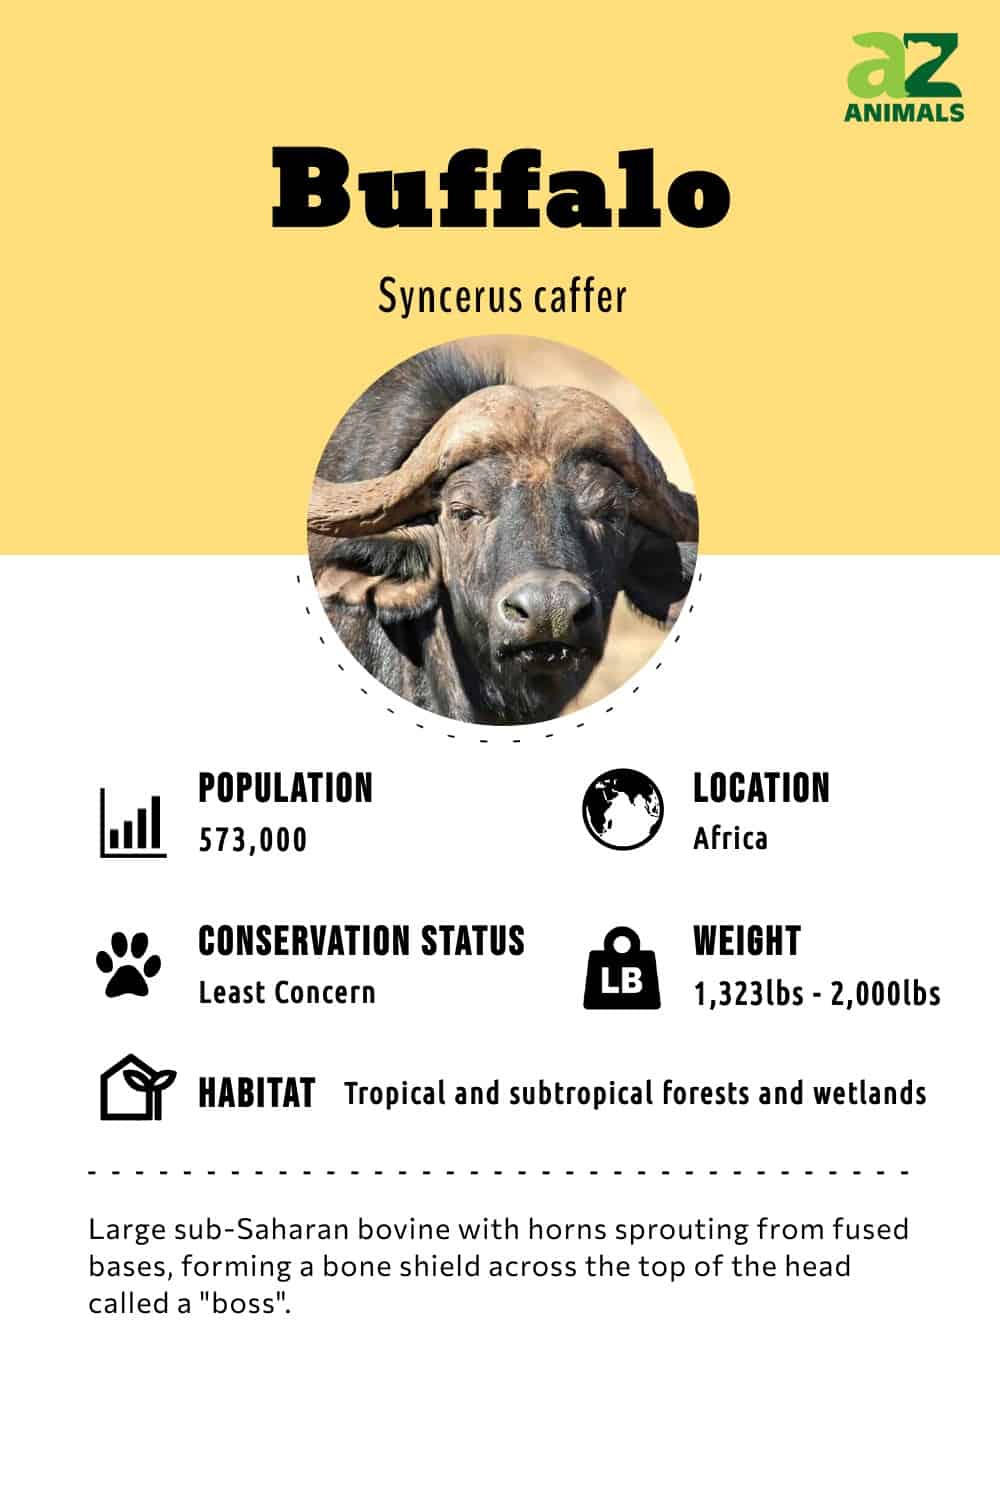 az
ANIMALS
Buffalo
Syncerus caffer
POPULATION
573,000
LOCATION
Africa
CONSERVATION STATUS
Least Concern
LB
WEIGHT
1,323lbs - 2,000lbs
HABITAT Tropical and subtropical forests and wetlands
Large sub-Saharan bovine with horns sprouting from fused
bases, forming a bone shield across the top of the head
called a "boss".